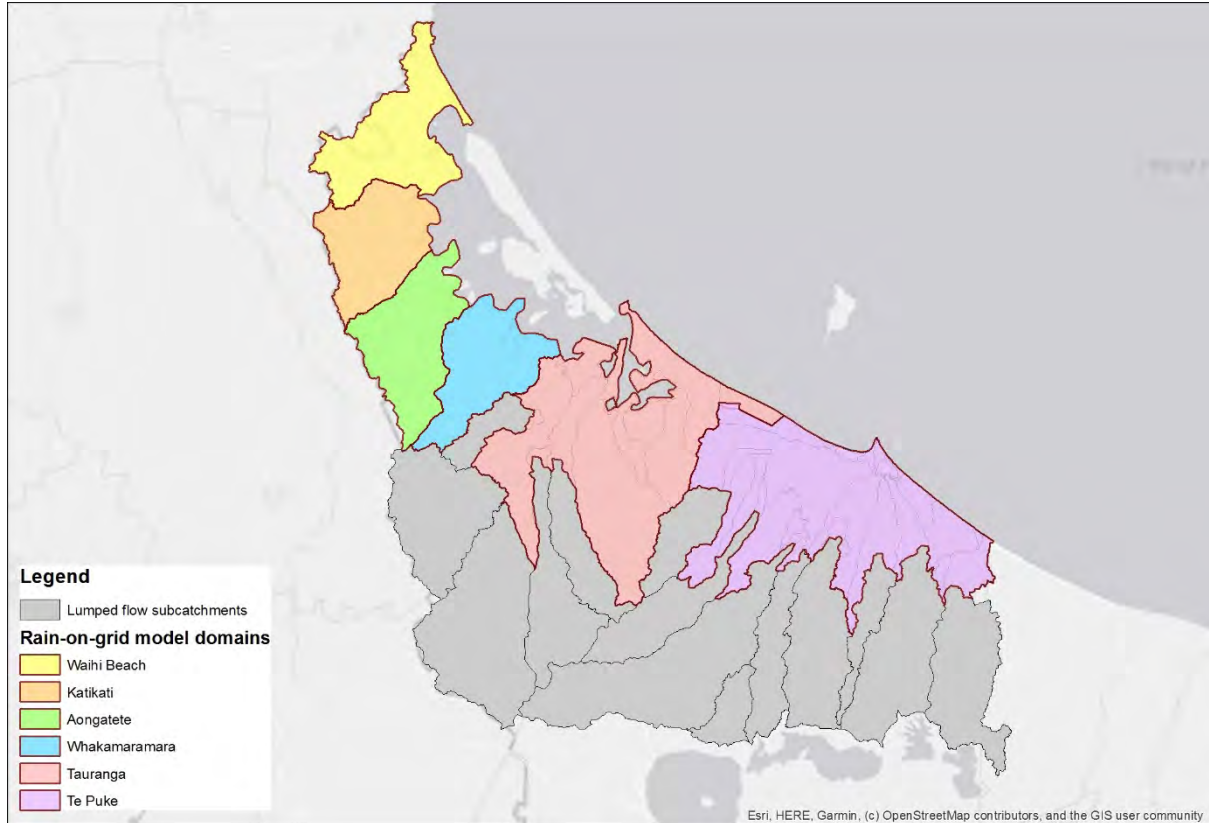 Legend
Lumped flow subcatchments
Rain-on-grid model domains
Waihi Beach
Katikati
Aongatete
Whakamaramara
Tauranga
Te Puke
Esri, HERE, Garmin, (c) OpenStreetMap contributors, and the GIS user community